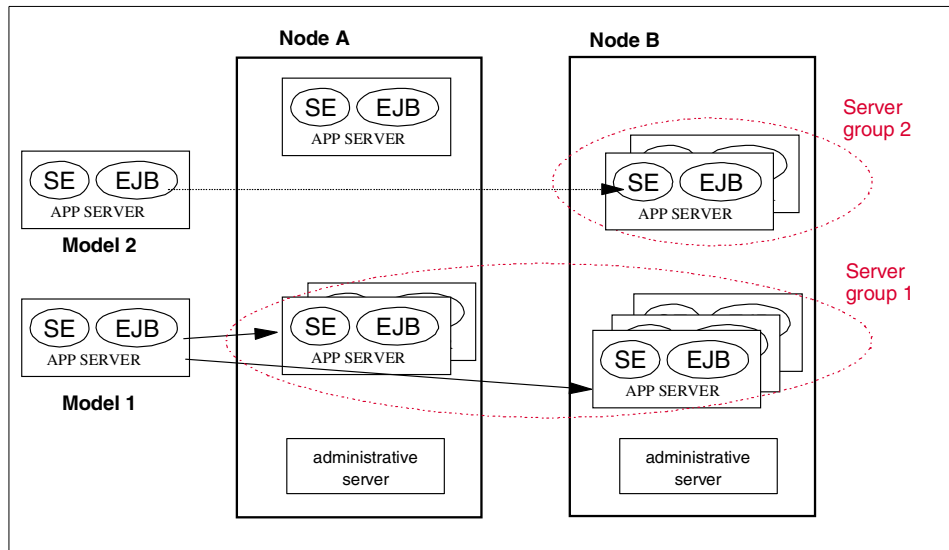 Node A
Node B
SE EJB
APP SERVER
Server
group 2
SE EJB
APP SERVER
Model 2
SE EJB
APP SERVER
Server
group 1
SE EJB
APP SERVER
Model 1
SE EJB
APP SERVER
SE EJB
APP SERVER
administrative
server
administrative
server